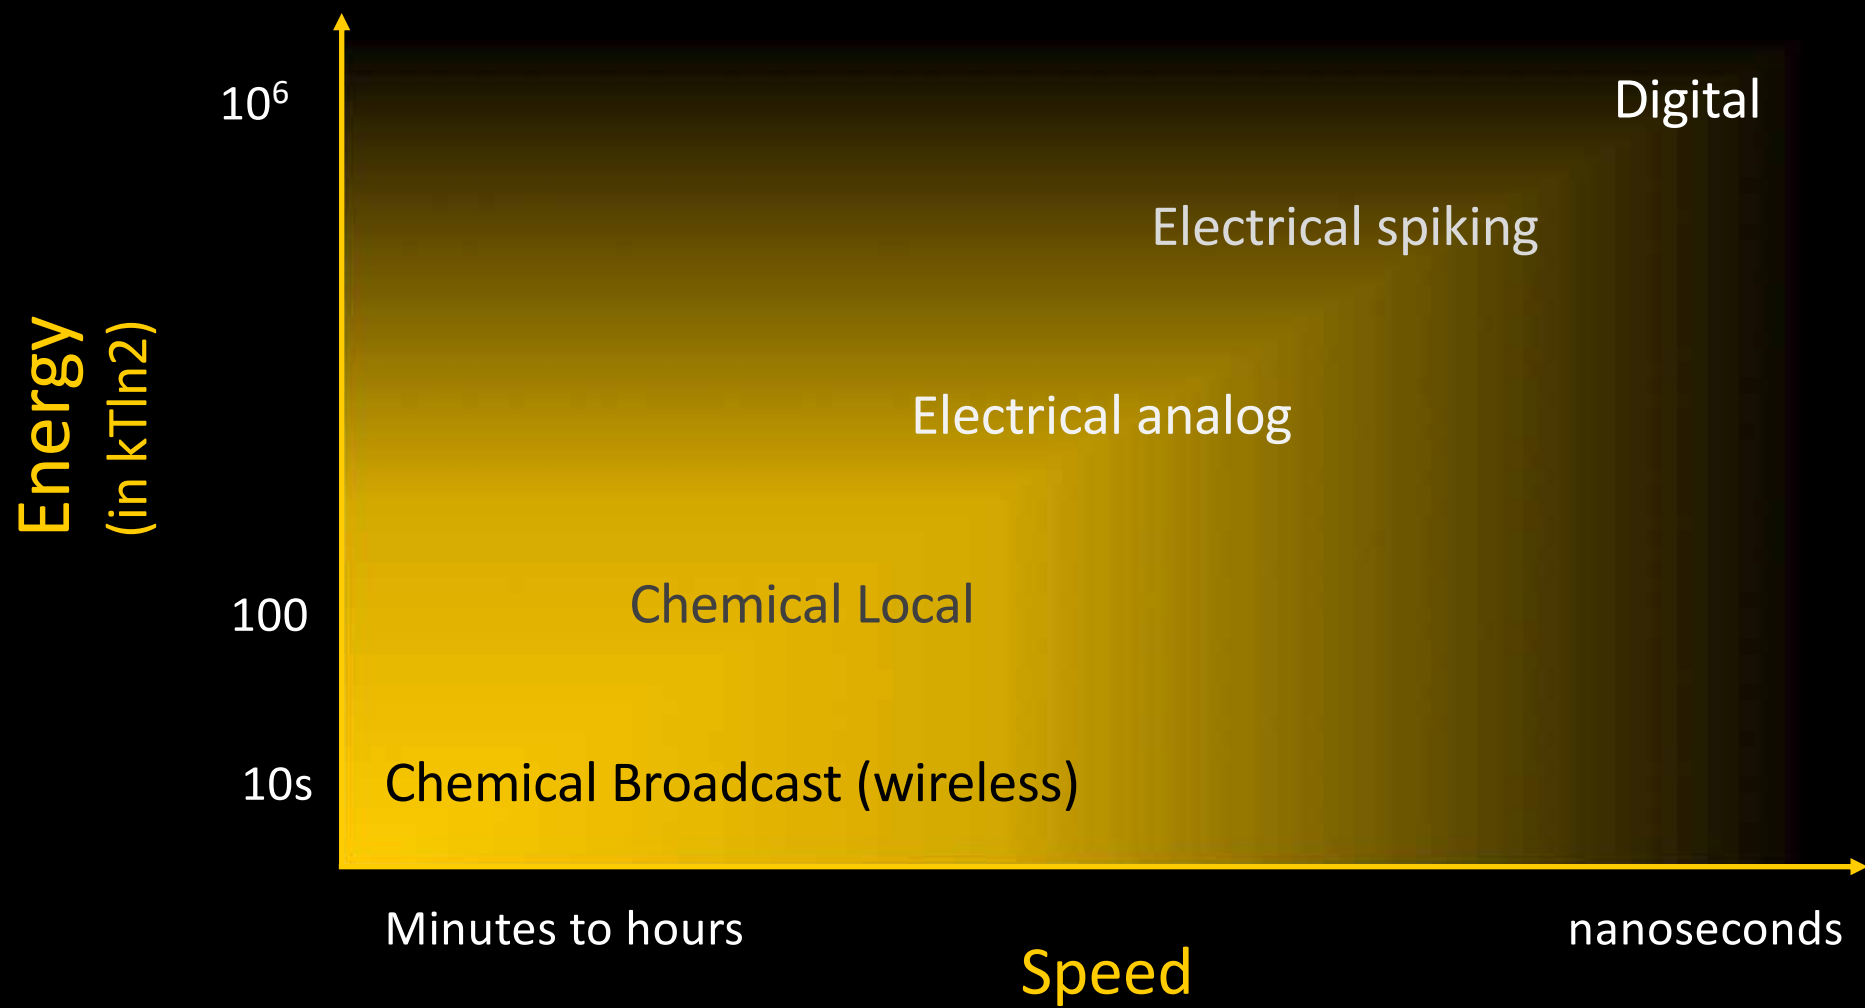 10⁶
Digital
Electrical spiking
Energy
(in kTln2)
Electrical analog
100
Chemical Local
10s
Chemical Broadcast (wireless)
Minutes to hours
nanoseconds
Speed